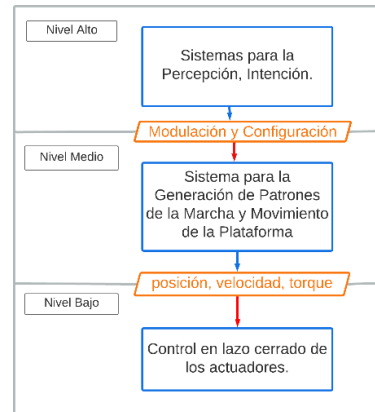 Nivel Alto
Sistemas para la
Percepción, Intención.
Modulación y Configuración
Nivel Medio
Sistema para la
Generación de Patrones
de la Marcha y Movimiento
de la Plataforma
posición, velocidad, torque
Nivel Bajo
Control en lazo cerrado de
los actuadores.